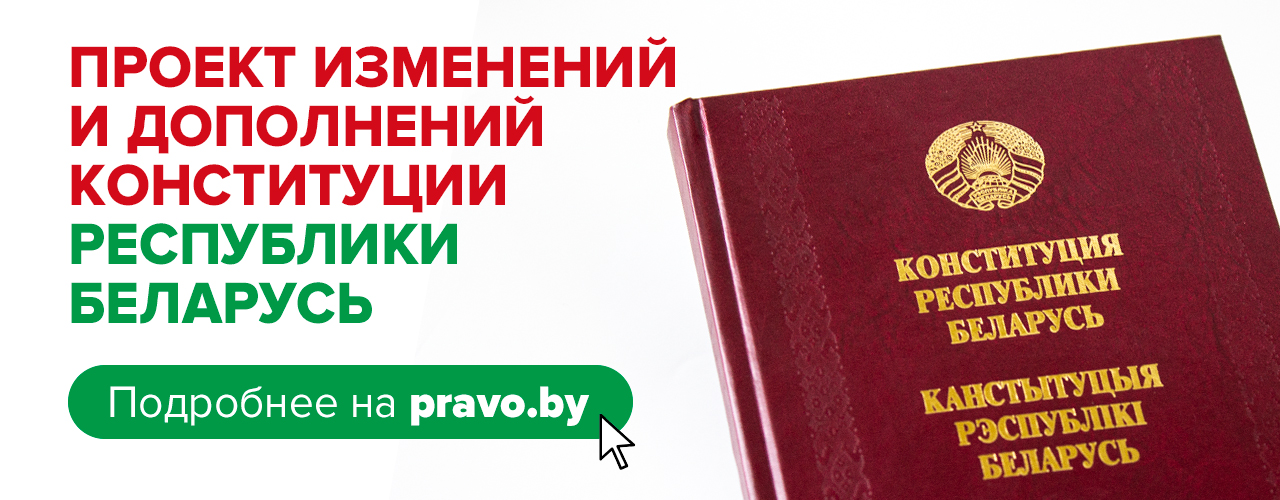 ПРОЕКТ ИЗМЕНЕНИЙ
И ДОПОЛНЕНИЙ
КОНСТИТУЦИИ
РЕСПУБЛИКИ
БЕЛАРУСЬ
Подробнее на pravo.by
КОНСТИТУЦИЯ
РЕСПУБЛИКИ
БЕЛАРУСЬ
КАНСТЫТУЦЫЯ
РЭСПУБЛІКІ
БЕЛАРУСЬ